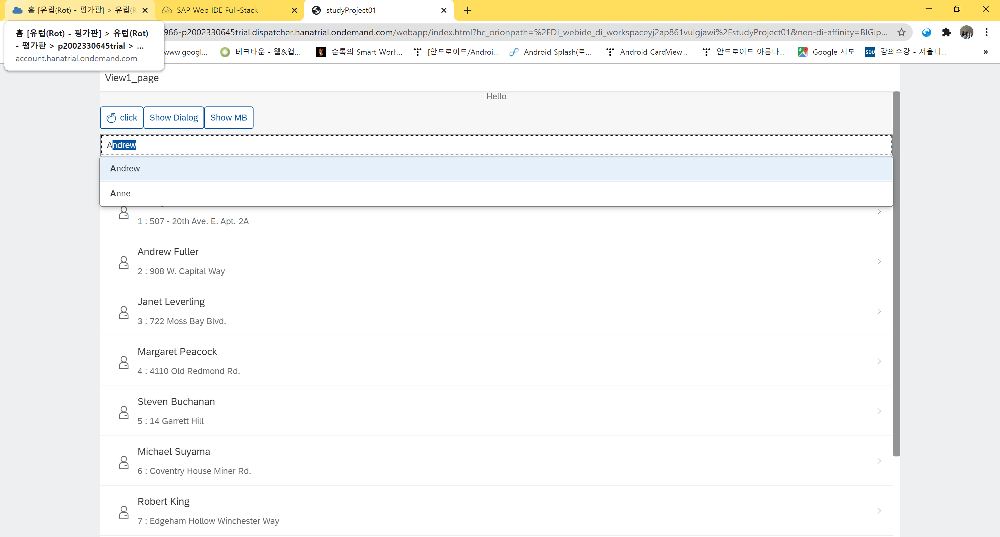 홈 [유럽(Rot) - 평가판] > 유럽(R
SAP Web IDE Full-Stack
studyProject01
홈 [유럽(Rot) - 평가판] > 유럽(Rot)
- 평가판 > p2002330645trial > ...
account.hanatrial.ondemand.com
966-p2002330645trial.dispatcher.hanatrial.ondemand.com/webapp/index.html?hc_orionpath=%2FDI_webide_di_workspaceyj2ap861vulgjawi%2FstudyProject01&neo-di-affinity=BIGip...
www.googl...
테크타운 - 웹&앱...
순록의 Smart Worl:...
[안드로이드/Androi...
Android Splash(로...
Android CardView...
안드로이드 아름다...
Google 지도
SDU
강의수강 - 서울디...
»
View1_page
Hello
click
Show Dialog
Show MB
Andrew
Andrew
Anne
1 : 507 - 20th Ave. E. Apt. 2A
Andrew Fuller
2 : 908 W. Capital Way
Janet Leverling
3 : 722 Moss Bay Blvd.
Margaret Peacock
4 : 4110 Old Redmond Rd.
Steven Buchanan
5 : 14 Garrett Hill
Michael Suyama
6 : Coventry House Miner Rd.
Robert King
7 : Edgeham Hollow Winchester Way